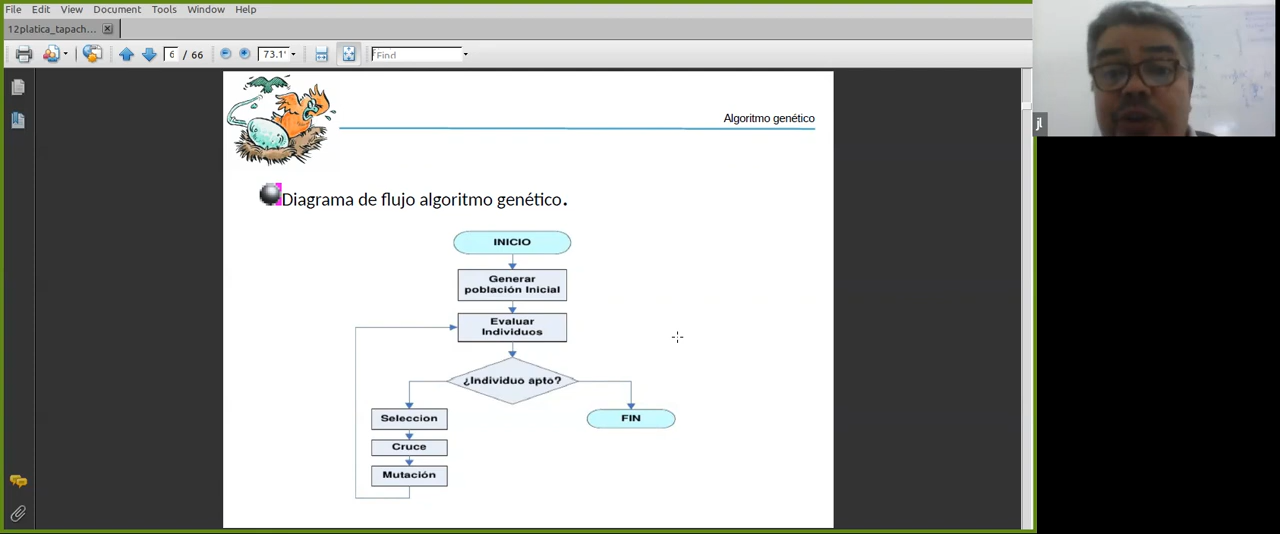 File Edit View Document Tools Window Help
12platica_tapach...
6 / 66 73.1% Find
Algoritmo genético
Diagrama de flujo algoritmo genético.
INICIO
Generar
población Inicial
Evaluar
Individuos
¿Individuo apto?
Seleccion
FIN
Cruce
Mutación
jl